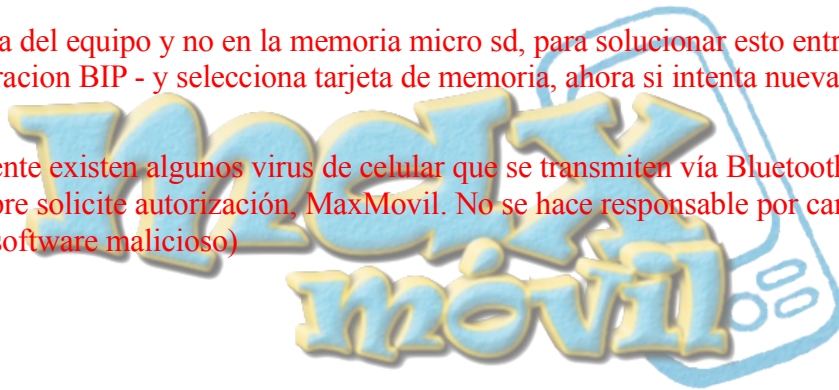 a del equipo y no en la memoria micro sd, para solucionar esto entr
racion BIP - y selecciona tarjeta de memoria, ahora si intenta nueva
ente existen algunos virus de celular que se transmiten vía Bluetoot
bre solicite autorización, MaxMovil. No se hace responsable por car
software malicioso)
max
móvil